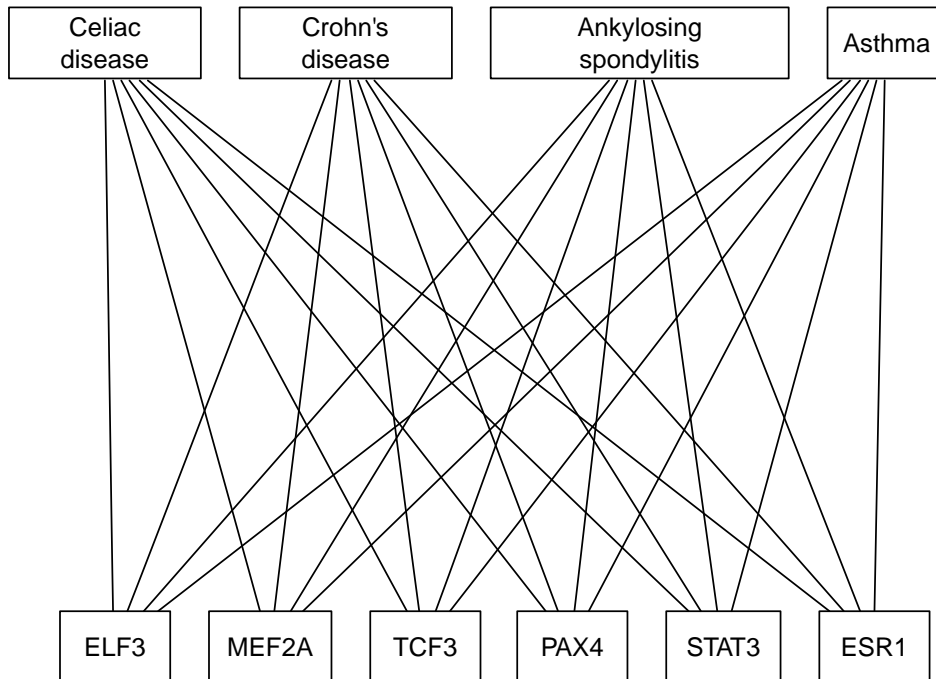 Celiac
disease
Crohn's
disease
Ankylosing
spondylitis
Asthma
ELF3
MEF2A
TCF3
PAX4
STAT3
ESR1